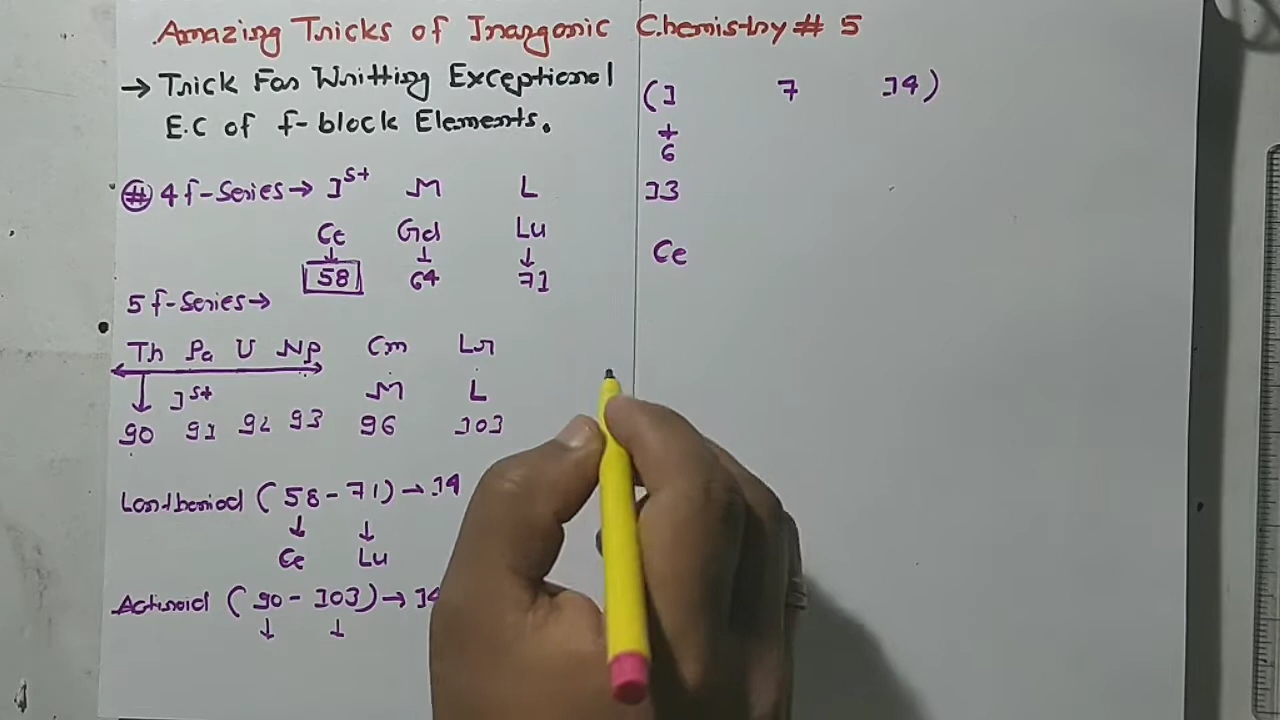 Amazing Tricks of Inorganic Chemistry # 5
→ Trick For Writting Exceptional
E.C of f-block Elements.
# 4f-Series → 1st M L
Ce Gd Lu
↓ ↓ ↓
58 64 71
5f-Series →
Th Pa U Np Cm Lr
1st M L
90 91 92 93 96 103
Lantheniod (58 - 71) → 14
↓ ↓
Ce Lu
Actinoid (90 - 103) → 14
↓ ↓
(1 7 14)
+
6
13
Ce